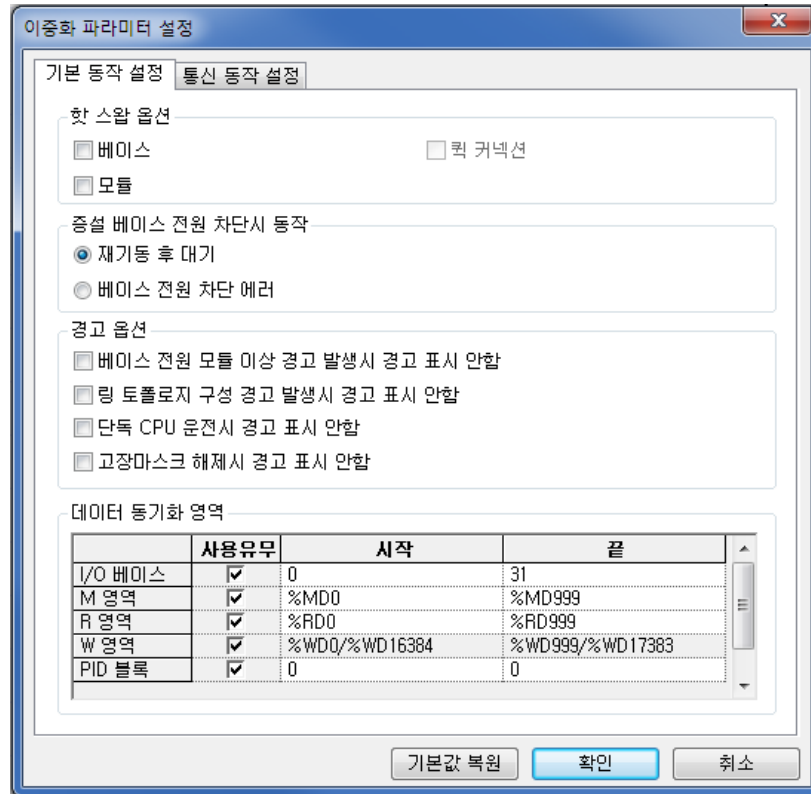 이중화 파라미터 설정
기본 동작 설정 통신 동작 설정
핫 스왑 옵션
베이스 퀵 커넥션
모듈
증설 베이스 전원 차단시 동작
재기동 후 대기
베이스 전원 차단 에러
경고 옵션
베이스 전원 모듈 이상 경고 발생시 경고 표시 안함
링 토폴로지 구성 경고 발생시 경고 표시 안함
단독 CPU 운전시 경고 표시 안함
고장마스크 해제시 경고 표시 안함
데이터 동기화 영역
사용유무 시작 끝
I/O 베이스 0 31
M 영역 %MD0 %MD999
R 영역 %RD0 %RD999
W 영역 %WD0/%WD16384 %WD999/%WD17383
PID 블록 0 0
기본값 복원 확인 취소